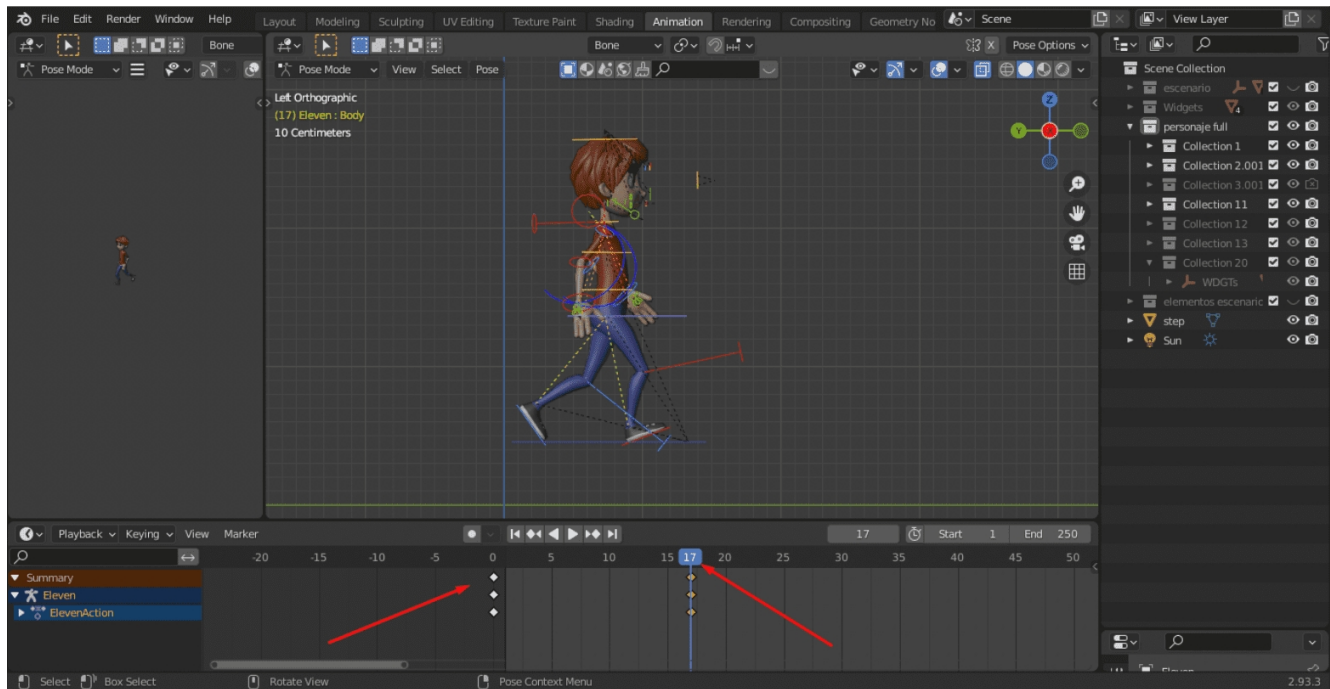 File Edit Render Window Help Layout Modeling Sculpting UV Editing Texture Paint Shading Animation Rendering Compositing Geometry No Scene View Layer
Bone Bone Pose Options
Pose Mode Pose Mode View Select Pose
Left Orthographic
(17) Eleven : Body
10 Centimeters
Z
Y
Scene Collection
escenario
Widgets 4
personaje full
Collection 1
Collection 2.001
Collection 3.001
Collection 11
Collection 12
Collection 13
Collection 20
WDGTs
elementos escenaric
step
Sun
Playback Keying View Marker 17 Start 1 End 250
-20 -15 -10 -5 0 5 10 15 17 20 25 30 35 40 45 50
Summary
Eleven
ElevenAction
Eleven
Select Box Select Rotate View Pose Context Menu 2.93.3